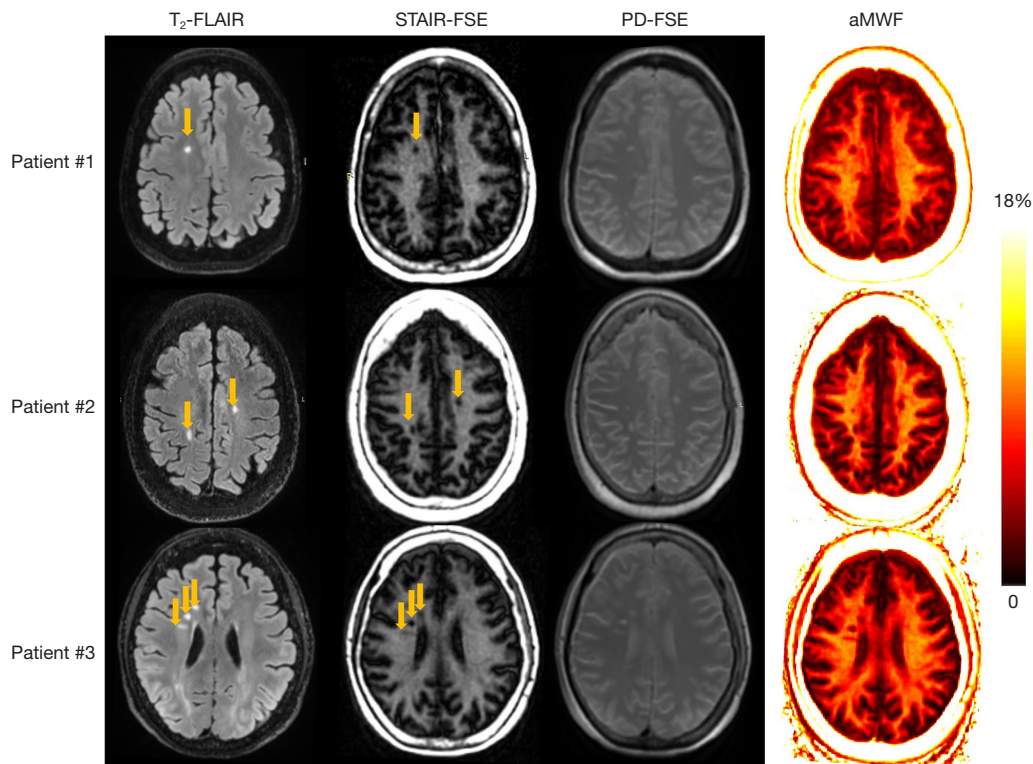 T₂-FLAIR STAIR-FSE PD-FSE aMWF
Patient #1
18%
Patient #2
0
Patient #3